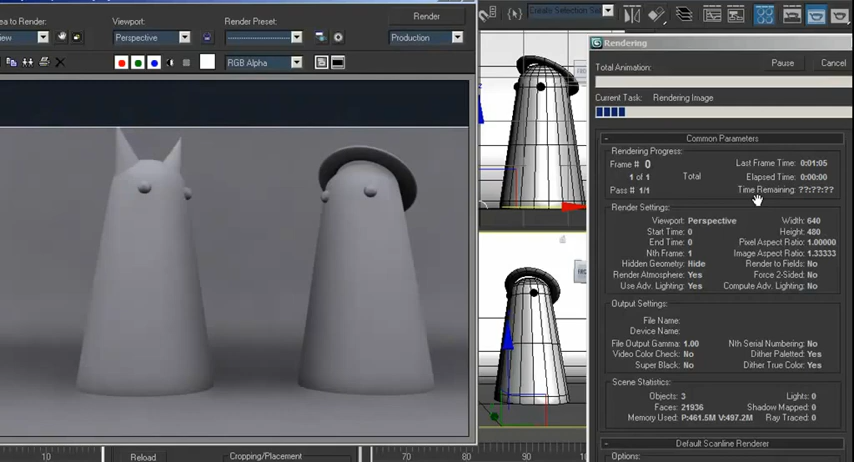 ea to Render:
Viewport:
Render Preset:
Render
view
Perspective
Production
RGB Alpha
Create Selection Se
Rendering
Total Animation:
Pause
Cancel
Current Task: Rendering Image
Common Parameters
Rendering Progress:
Frame # 0
Last Frame Time: 0:01:05
1 of 1 Total
Elapsed Time: 0:00:00
Pass # 1/1
Time Remaining: ??:??:??
Render Settings:
Viewport: Perspective
Width: 640
Start Time: 0
Height: 480
End Time: 0
Pixel Aspect Ratio: 1.00000
Nth Frame: 1
Image Aspect Ratio: 1.33333
Hidden Geometry: Hide
Render to Fields: No
Render Atmosphere: Yes
Force 2-Sided: No
Use Adv. Lighting: Yes
Compute Adv. Lighting: No
Output Settings:
File Name:
Device Name:
File Output Gamma: 1.00
Nth Serial Numbering: No
Video Color Check: No
Dither Paletted: Yes
Super Black: No
Dither True Color: Yes
Scene Statistics:
Objects: 3
Lights: 0
Faces: 21936
Shadow Mapped: 0
Memory Used: P:461.5M V:497.2M
Ray Traced: 0
Default Scanline Renderer
Options:
10
70
80
90
Reload
Cropping/Placement